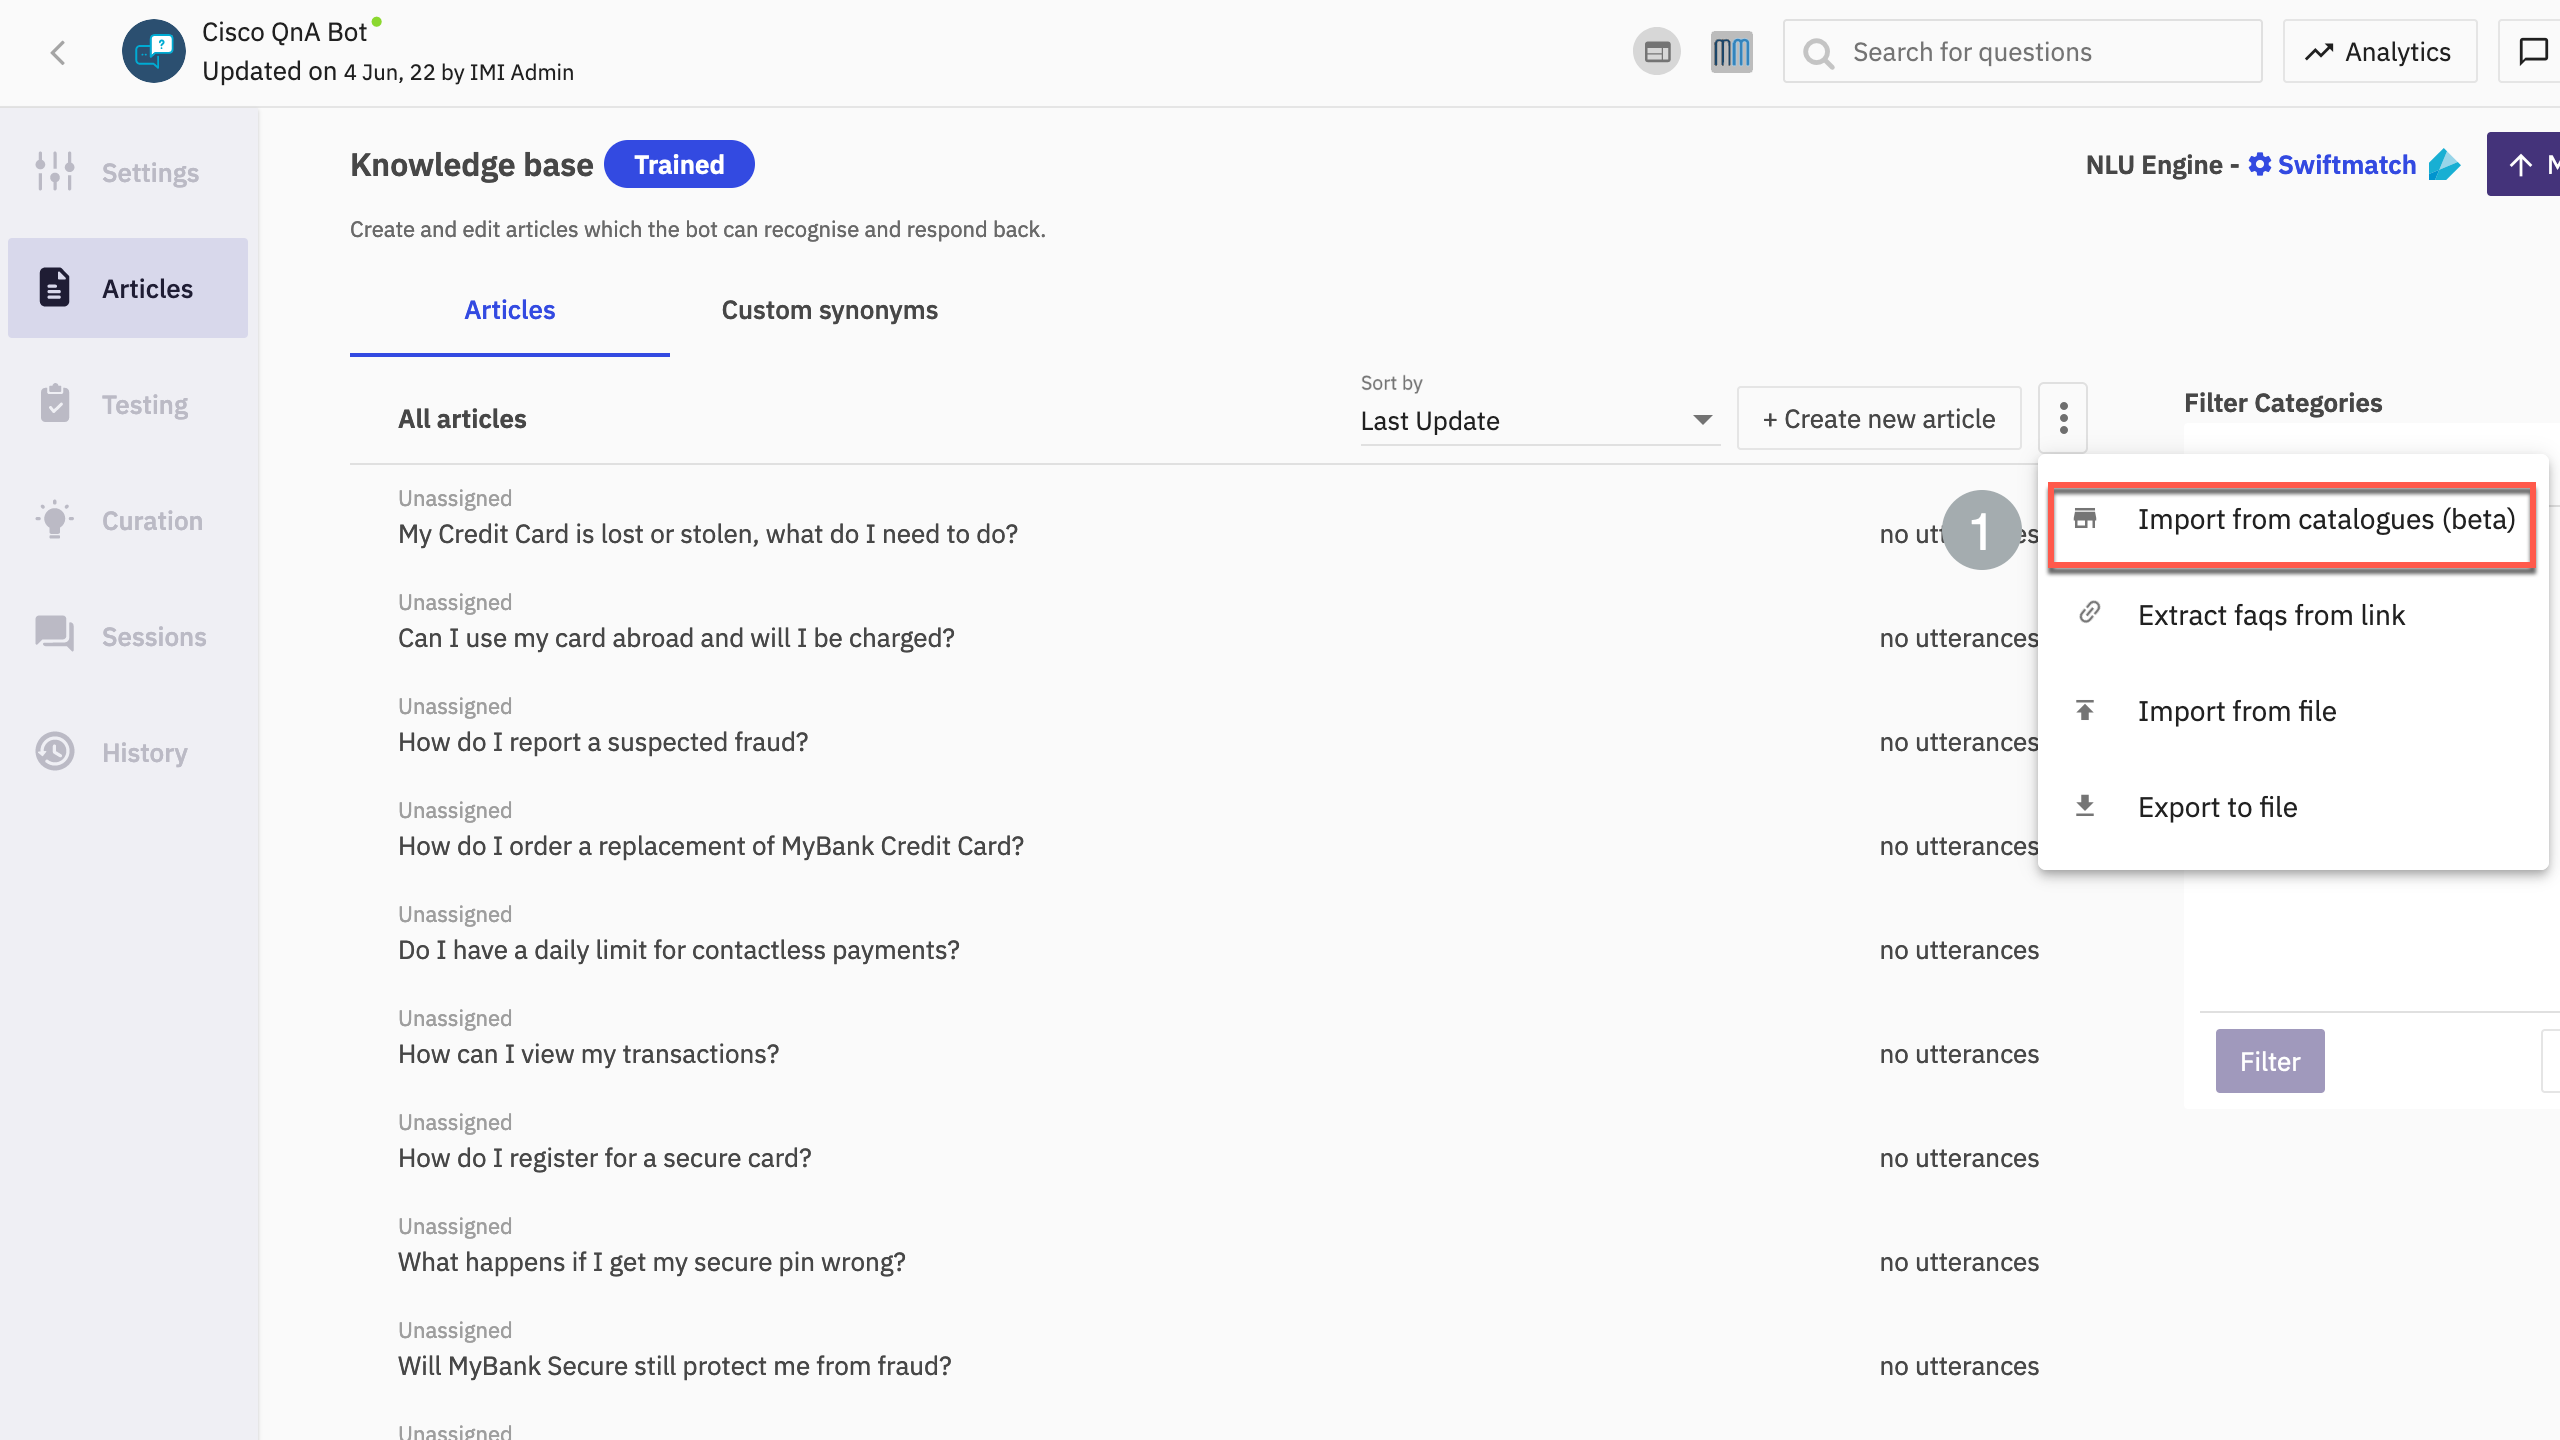 Cisco QnA Bot
Updated on 4 Jun, 22 by IMI Admin
Search for questions
Analytics
Settings
Articles
Testing
Curation
Sessions
History
Knowledge base Trained
NLU Engine - Swiftmatch
Create and edit articles which the bot can recognise and respond back.
Articles
Custom synonyms
All articles
Sort by
Last Update
+ Create new article
Filter Categories
Unassigned
My Credit Card is lost or stolen, what do I need to do?
1
Import from catalogues (beta)
Extract faqs from link
Import from file
Export to file
Unassigned
Can I use my card abroad and will I be charged?
no utterances
Unassigned
How do I report a suspected fraud?
no utterances
Unassigned
How do I order a replacement of MyBank Credit Card?
no utterances
Unassigned
Do I have a daily limit for contactless payments?
no utterances
Unassigned
How can I view my transactions?
no utterances
Filter
Unassigned
How do I register for a secure card?
no utterances
Unassigned
What happens if I get my secure pin wrong?
no utterances
Unassigned
Will MyBank Secure still protect me from fraud?
no utterances
Unassigned